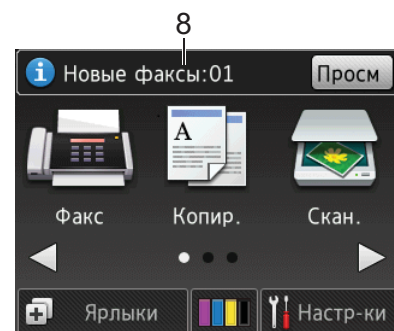 8
Новые факсы:01 Просм
A
Факс Копир. Скан.
Ярлыки Настр-ки